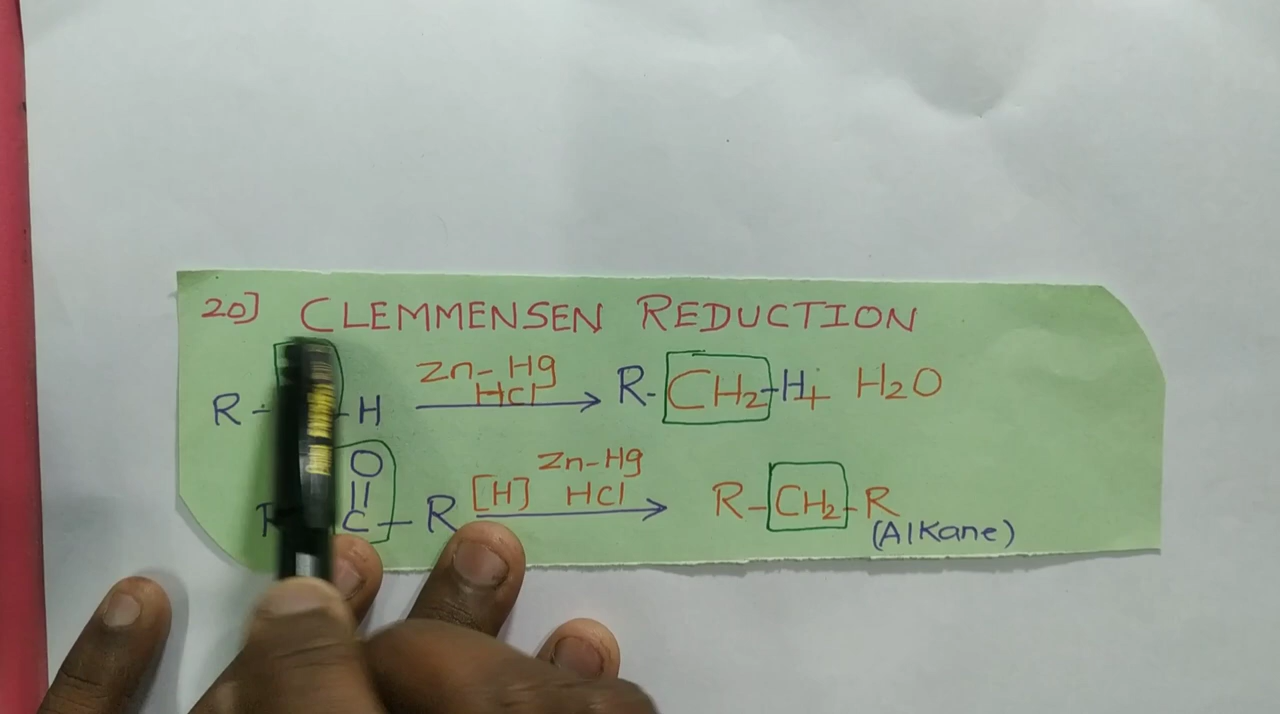 20] CLEMMENSEN REDUCTION
Zn-Hg
R- -H HCl R-CH2-H+ H2O
O
Zn-Hg
C-R [H] HCl R-CH2-R
(Alkane)